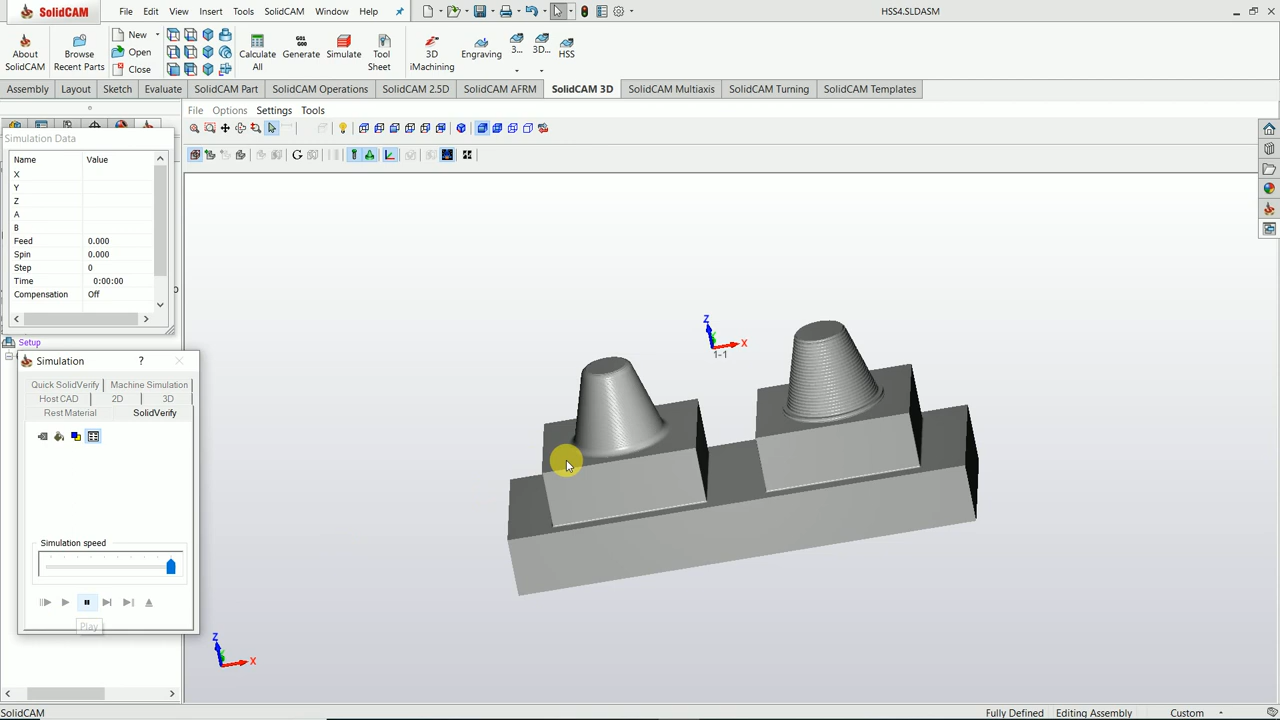 SolidCAM
File Edit View Insert Tools SolidCAM Window Help
HSS4.SLDASM
About SolidCAM
Browse Recent Parts
New
Open
Close
Calculate All
G01 G00
Generate
Simulate
Tool Sheet
3D iMachining
Engraving
3...
3D...
HSS
Assembly Layout Sketch Evaluate SolidCAM Part SolidCAM Operations SolidCAM 2.5D SolidCAM AFRM SolidCAM 3D SolidCAM Multiaxis SolidCAM Turning SolidCAM Templates
File Options Settings Tools
Simulation Data
Name Value
X
Y
Z
A
B
Feed 0.000
Spin 0.000
Step 0
Time 0:00:00
Compensation Off
Setup
Simulation ?
Quick SolidVerify Machine Simulation
Host CAD 2D 3D
Rest Material SolidVerify
Simulation speed
Play
Z
X
1-1
Z
X
SolidCAM
Fully Defined Editing Assembly Custom